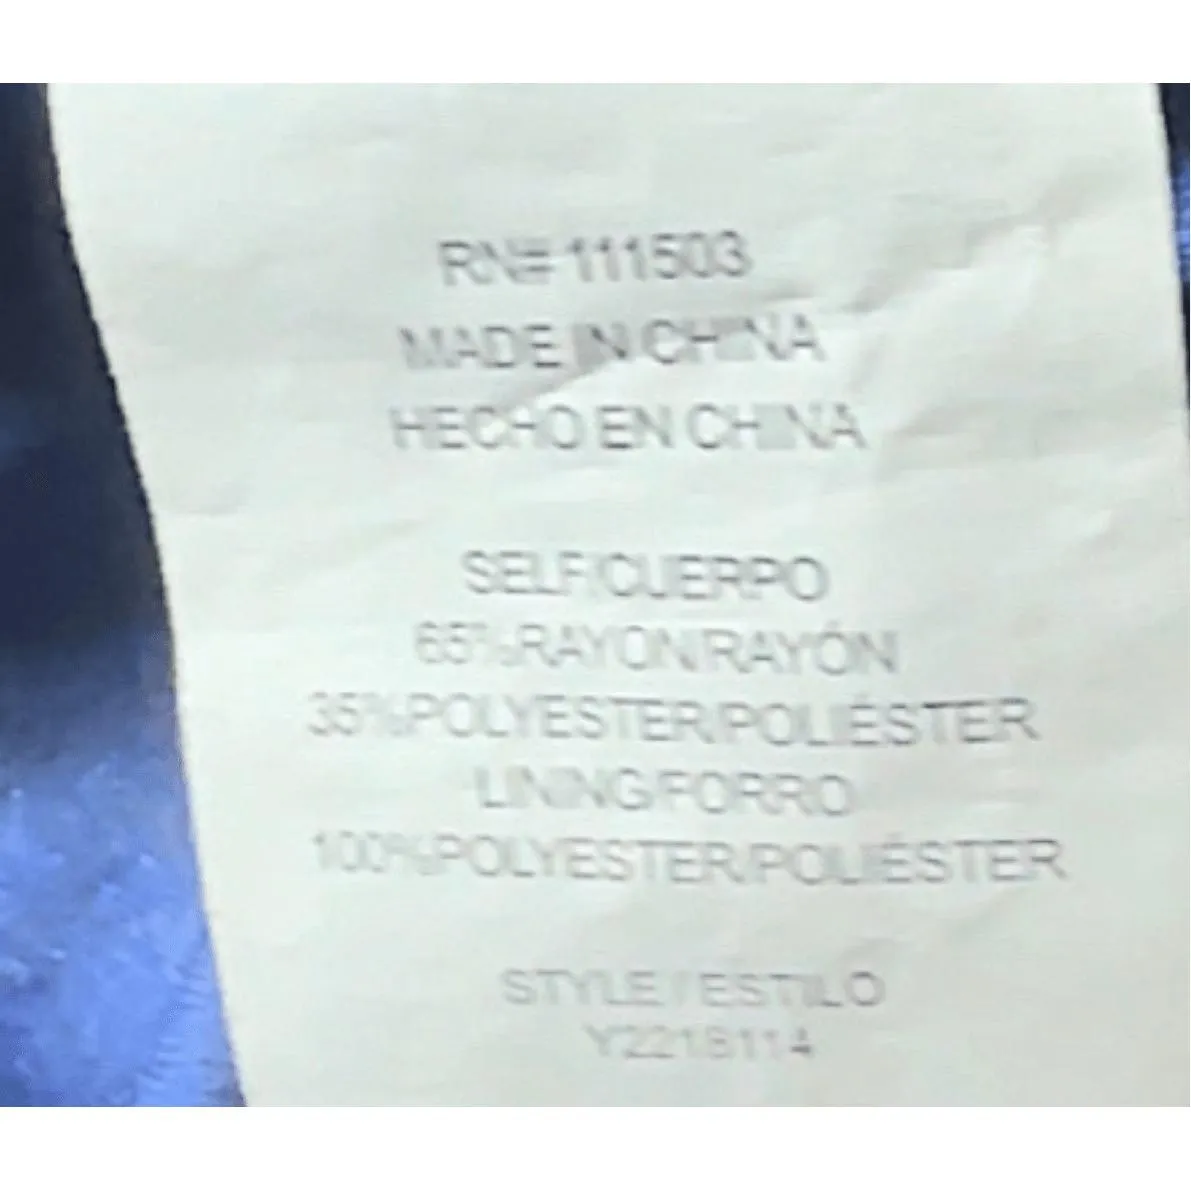 RN# 111503
MADE IN CHINA
HECHO EN CHINA
SELF/CUERPO
65%RAYON/RAYÓN
35%POLYESTER/POLIÉSTER
LINING/FORRO
100%POLYESTER/POLIÉSTER
STYLE / ESTILO
Y2218114